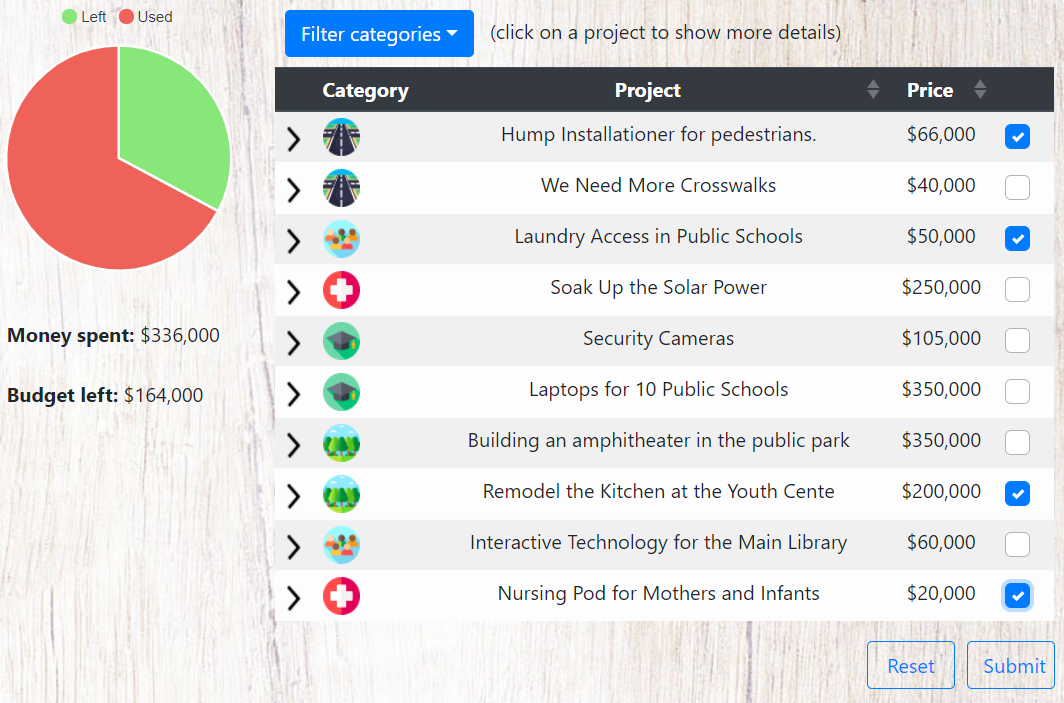 Left Used
Filter categories
(click on a project to show more details)
Category Project Price
Hump Installationer for pedestrians. $66,000
We Need More Crosswalks $40,000
Laundry Access in Public Schools $50,000
Soak Up the Solar Power $250,000
Security Cameras $105,000
Laptops for 10 Public Schools $350,000
Building an amphitheater in the public park $350,000
Remodel the Kitchen at the Youth Cente $200,000
Interactive Technology for the Main Library $60,000
Nursing Pod for Mothers and Infants $20,000
Money spent: $336,000
Budget left: $164,000
Reset Submit